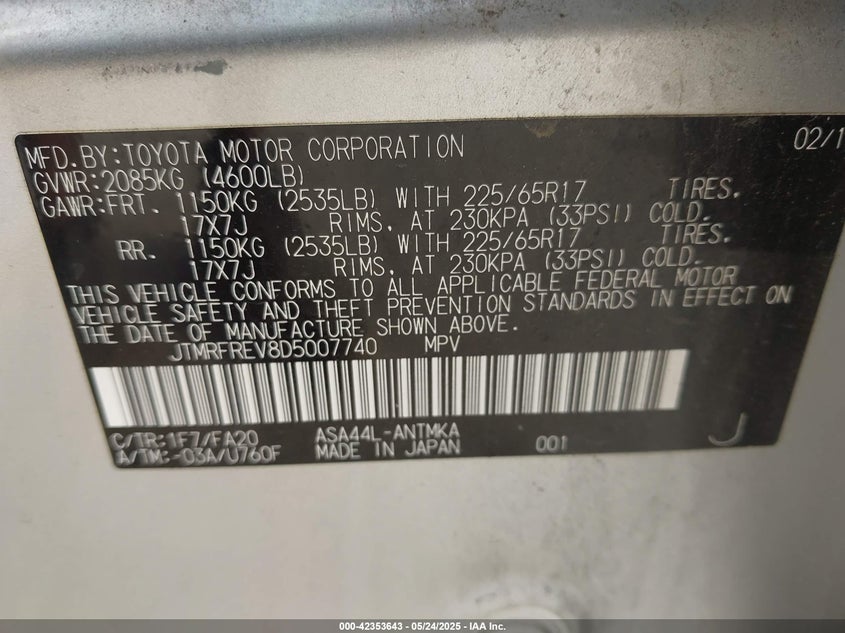 MFD.BY:TOYOTA MOTOR CORPORATION 02/1
GVWR:2085KG (4600LB)
GAWR:FRT. 1150KG (2535LB) WITH 225/65R17 TIRES.
17X7J RIMS, AT 230KPA (33PSI) COLD.
RR. 1150KG (2535LB) WITH 225/65R17 TIRES.
17X7J RIMS, AT 230KPA (33PSI) COLD.
THIS VEHICLE CONFORMS TO ALL APPLICABLE FEDERAL MOTOR
VEHICLE SAFETY AND THEFT PREVENTION STANDARDS IN EFFECT ON
THE DATE OF MANUFACTURE SHOWN ABOVE.
JTMRFREV8D5007740 MPV
C/TR:1F7/FA20 ASA44L-ANTMKA
A/TM:-03A/U760F MADE IN JAPAN 001 J
000-42353643 - 05/24/2025 - IAA Inc.